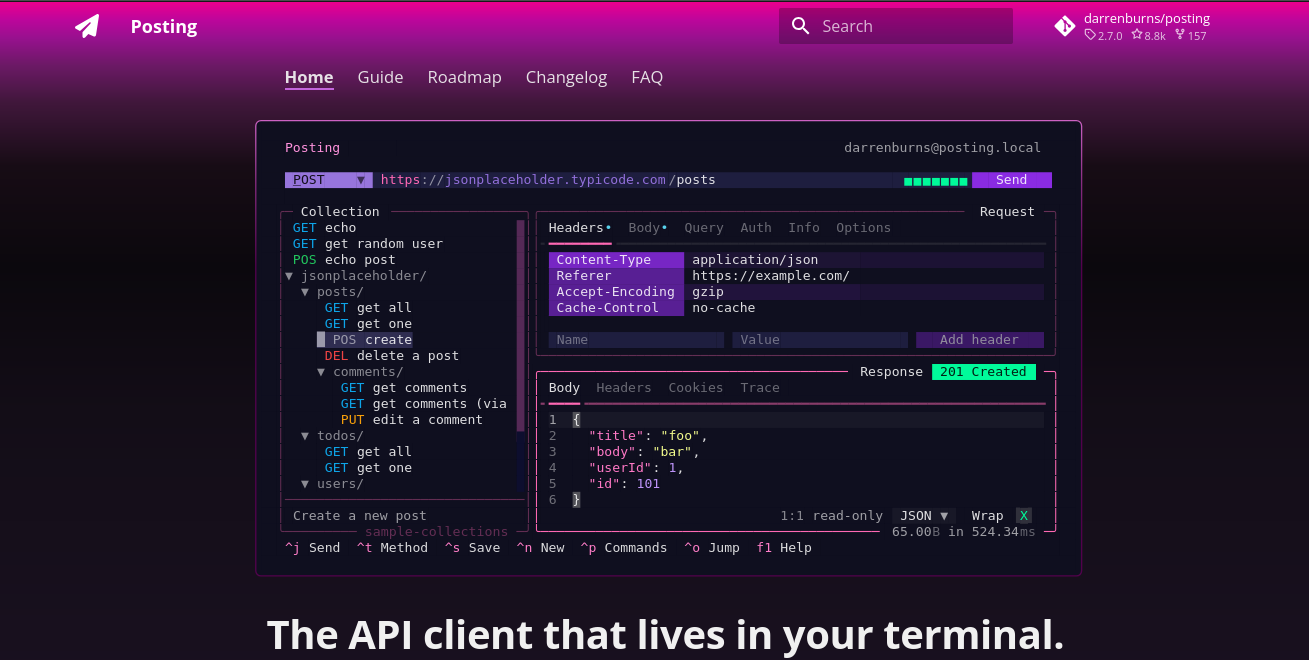 Posting
Search
darrenburns/posting
2.7.0 8.8k 157
Home Guide Roadmap Changelog FAQ
Posting darrenburns@posting.local
POST ▼ https://jsonplaceholder.typicode.com/posts ■■■■■■■ Send
Collection
GET echo
GET get random user
POS echo post
▼ jsonplaceholder/
▼ posts/
GET get all
GET get one
POS create
DEL delete a post
▼ comments/
GET get comments
GET get comments (via
PUT edit a comment
▼ todos/
GET get all
GET get one
▼ users/
Create a new post
sample-collections
Request
Headers• Body• Query Auth Info Options
Content-Type application/json
Referer https://example.com/
Accept-Encoding gzip
Cache-Control no-cache
Name Value Add header
Response 201 Created
Body Headers Cookies Trace
1 {
2 "title": "foo",
3 "body": "bar",
4 "userId": 1,
5 "id": 101
6 }
1:1 read-only JSON ▼ Wrap X
65.00B in 524.34ms
^j Send ^t Method ^s Save ^n New ^p Commands ^o Jump f1 Help
The API client that lives in your terminal.